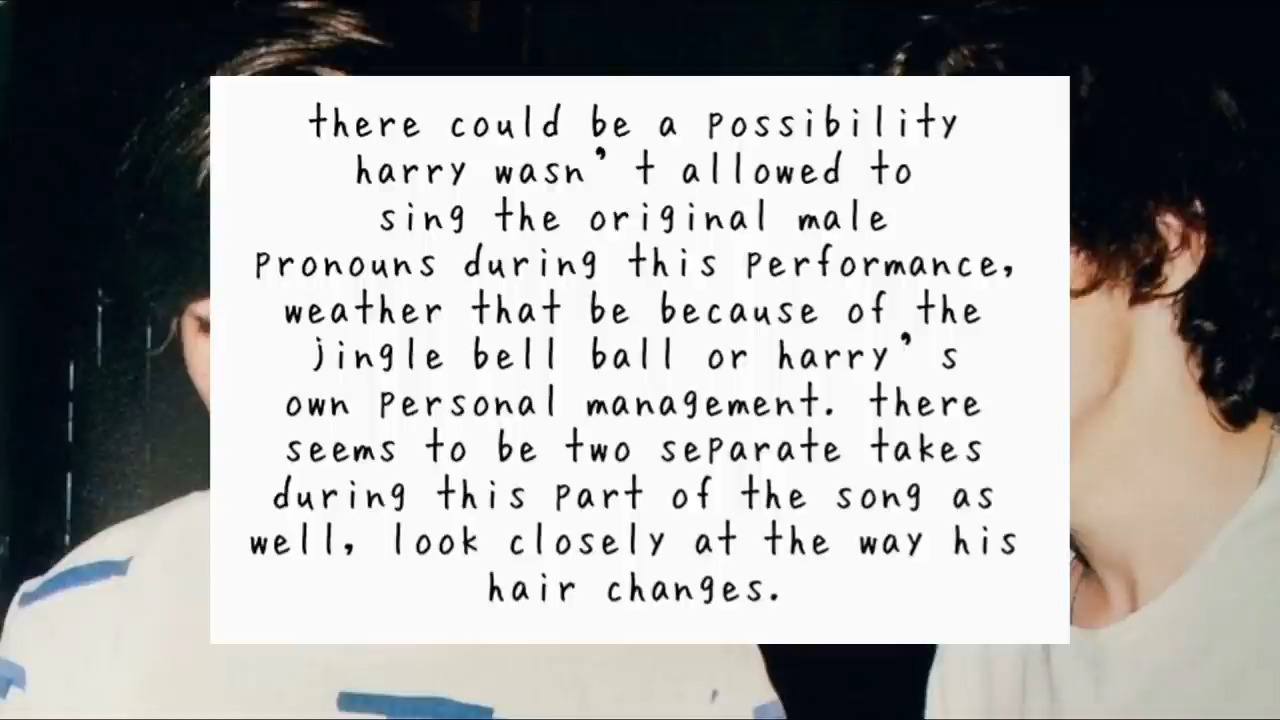 there could be a possibility
harry wasn't allowed to
sing the original male
pronouns during this performance,
weather that be because of the
jingle bell ball or harry's
own personal management. there
seems to be two separate takes
during this part of the song as
well, look closely at the way his
hair changes.